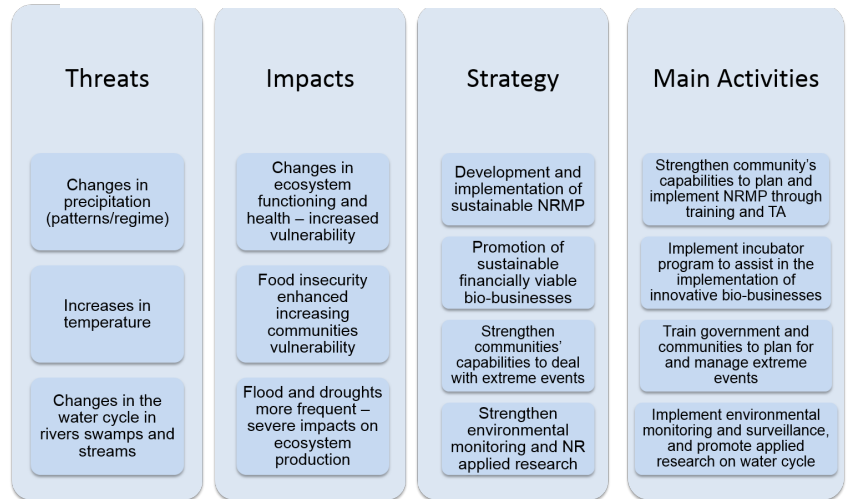 Threats
Changes in
precipitation
(patterns/regime)
Increases in
temperature
Changes in the
water cycle in
rivers swamps and
streams
Impacts
Changes in
ecosystem
functioning and
health – increased
vulnerability
Food insecurity
enhanced
increasing
communities
vulnerability
Flood and droughts
more frequent –
severe impacts on
ecosystem
production
Strategy
Development and
implementation of
sustainable NRMP
Promotion of
sustainable
financially viable
bio-businesses
Strengthen
communities'
capabilities to deal
with extreme events
Strengthen
environmental
monitoring and NR
applied research
Main Activities
Strengthen community's
capabilities to plan and
implement NRMP through
training and TA
Implement incubator
program to assist in the
implementation of
innovative bio-businesses
Train government and
communities to plan for
and manage extreme
events
Implement environmental
monitoring and surveillance,
and promote applied
research on water cycle